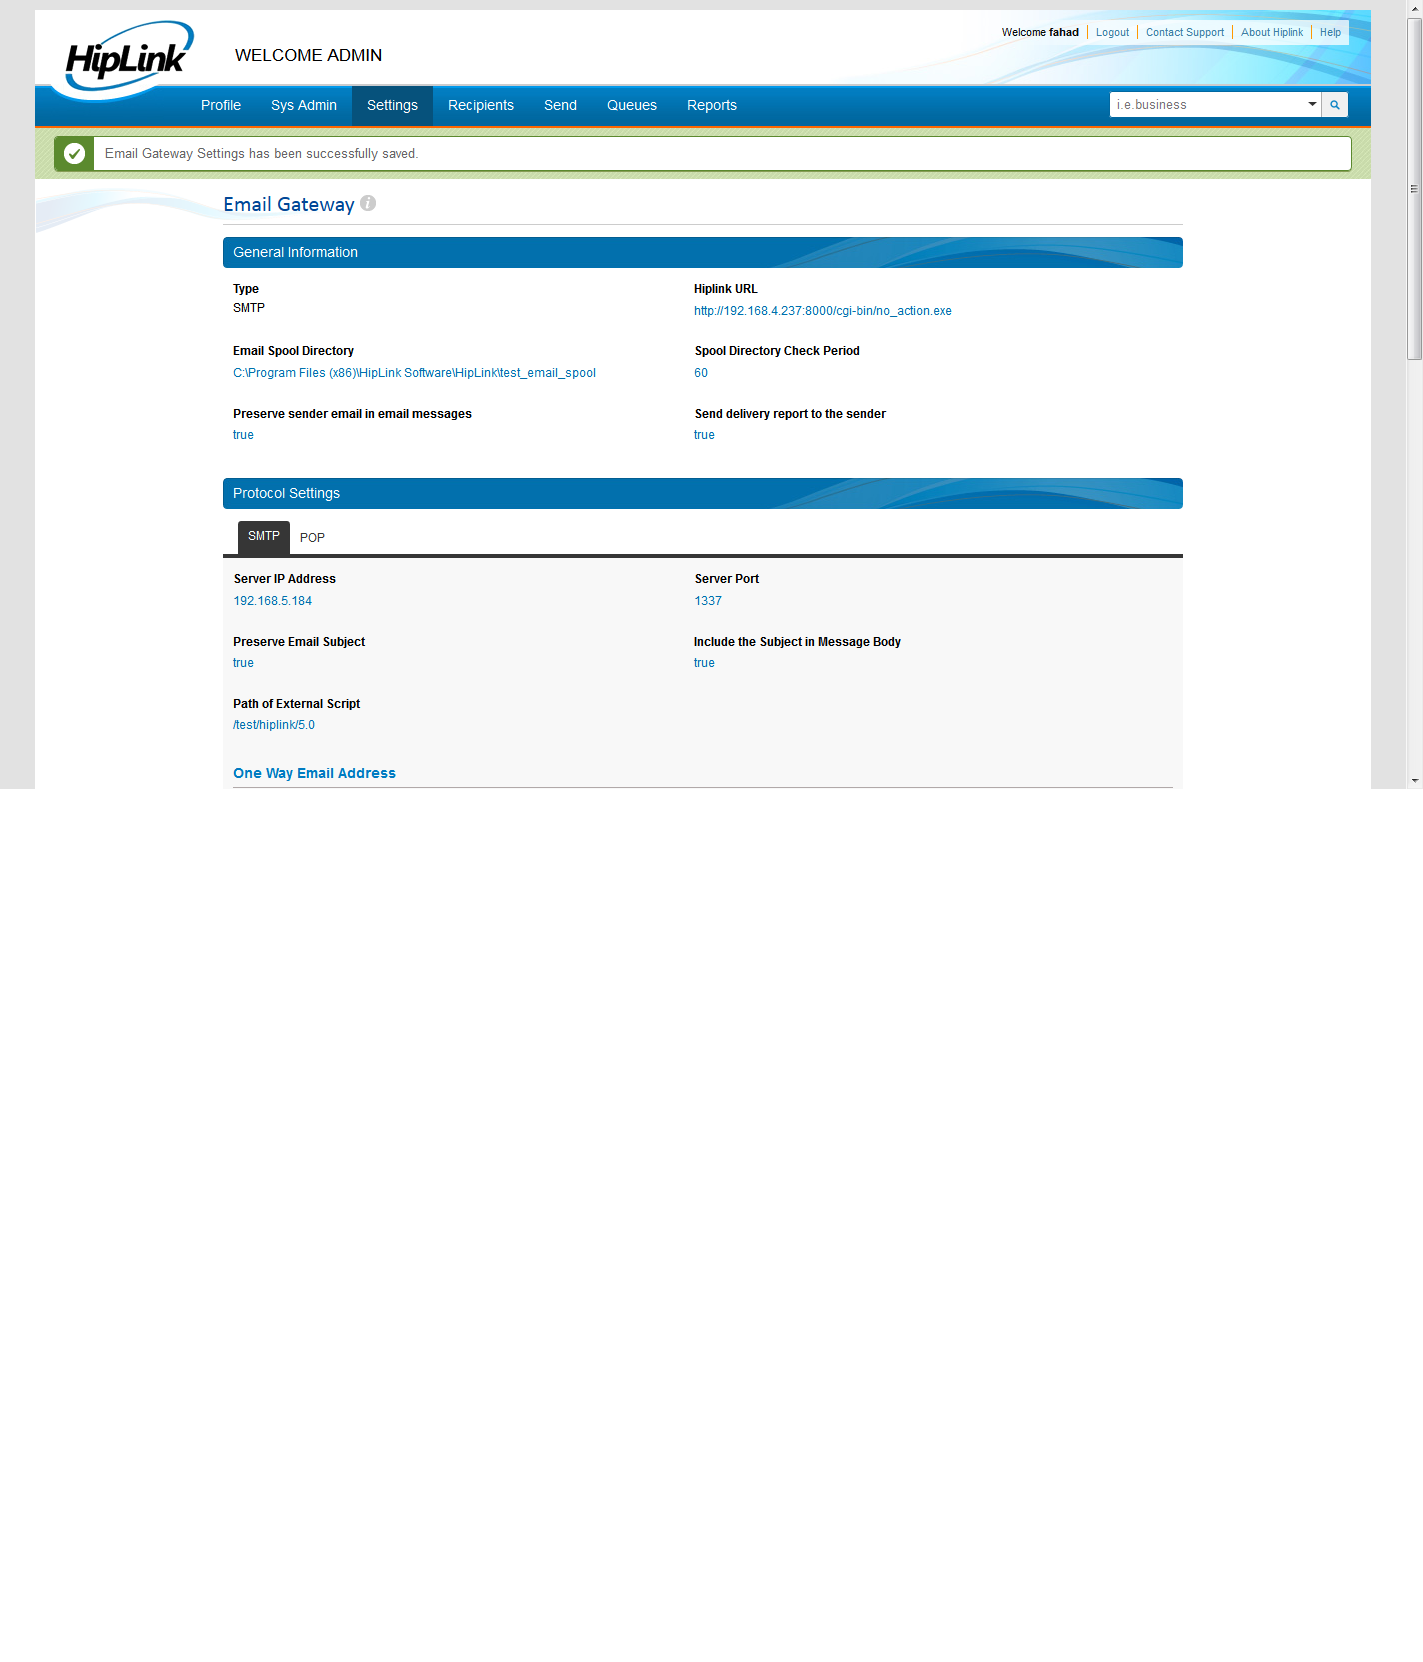 HipLink
WELCOME ADMIN
Welcome fahad Logout Contact Support About Hiplink Help
Profile Sys Admin Settings Recipients Send Queues Reports
i.e.business
Email Gateway Settings has been successfully saved.
Email Gateway i
General Information
Type Hiplink URL
SMTP http://192.168.4.237:8000/cgi-bin/no_action.exe
Email Spool Directory Spool Directory Check Period
C:\Program Files (x86)\HipLink Software\HipLink\test_email_spool 60
Preserve sender email in email messages Send delivery report to the sender
true true
Protocol Settings
SMTP POP
Server IP Address Server Port
192.168.5.184 1337
Preserve Email Subject Include the Subject in Message Body
true true
Path of External Script
/test/hiplink/5.0
One Way Email Address